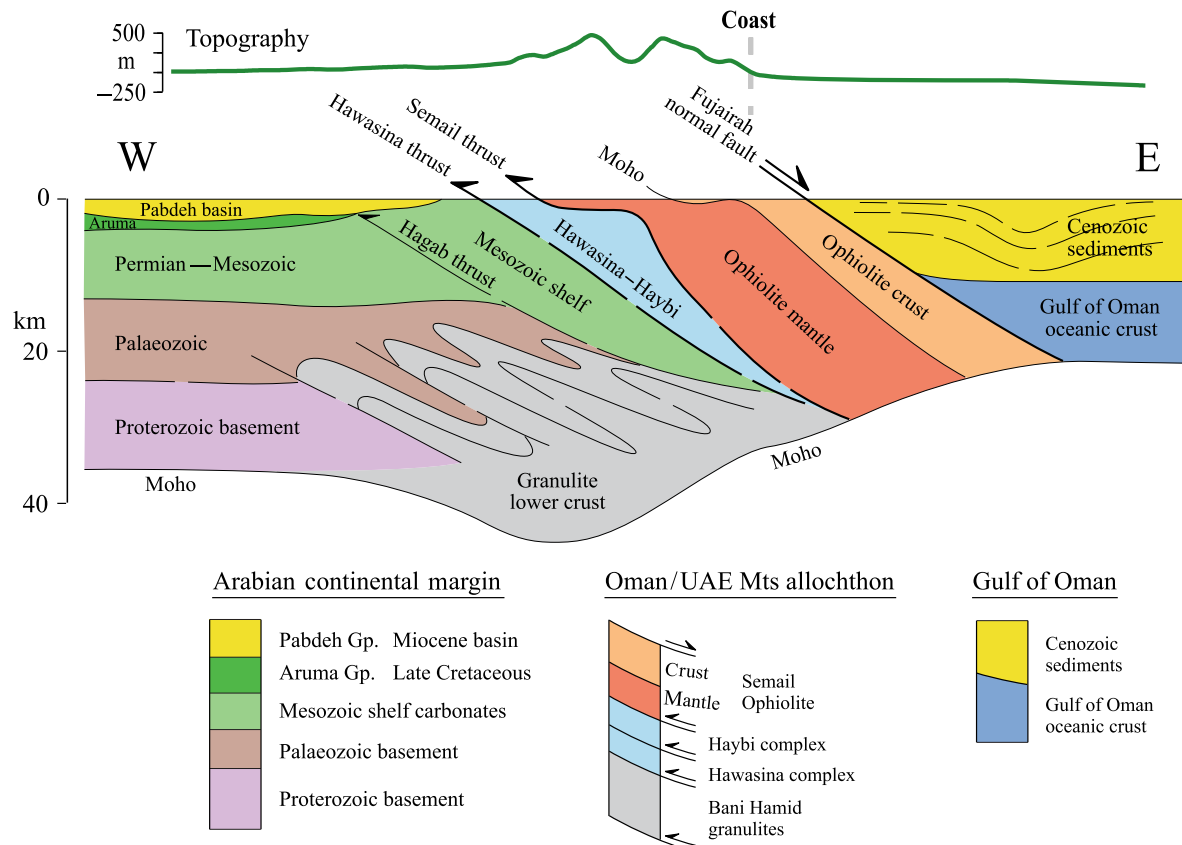 500
m
–250
Topography
Coast
W
E
Hawasina thrust
Semail thrust
Moho
Fujairah
normal fault
0
km
20
40
Pabdeh basin
Aruma
Permian—Mesozoic
Palaeozoic
Proterozoic basement
Moho
Hagab thrust
Mesozoic shelf
Hawasina–Haybi
Ophiolite mantle
Ophiolite crust
Cenozoic
sediments
Gulf of Oman
oceanic crust
Granulite
lower crust
Moho
Arabian continental margin
Pabdeh Gp. Miocene basin
Aruma Gp. Late Cretaceous
Mesozoic shelf carbonates
Palaeozoic basement
Proterozoic basement
Oman/UAE Mts allochthon
Crust
Mantle
Semail
Ophiolite
Haybi complex
Hawasina complex
Bani Hamid
granulites
Gulf of Oman
Cenozoic
sediments
Gulf of Oman
oceanic crust